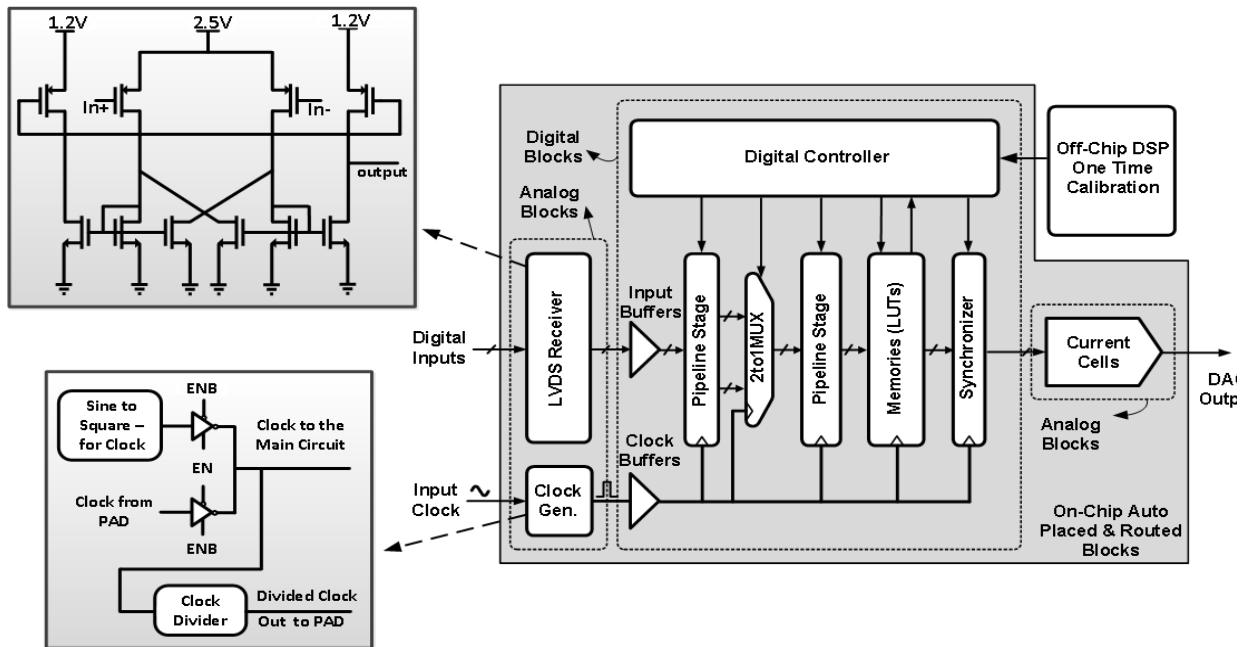 1.2V
2.5V
1.2V
In+
In-
output
Digital
Blocks
Analog
Blocks
Digital Controller
Off-Chip DSP
One Time
Calibration
LVDS Receiver
Input
Buffers
Pipeline Stage
2to1MUX
Pipeline Stage
Memories (LUTs)
Synchronizer
Current
Cells
Digital
Inputs
DAC
Output
Analog
Blocks
Clock
Buffers
Input
Clock
Clock
Gen.
On-Chip Auto
Placed & Routed
Blocks
ENB
Sine to
Square –
for Clock
Clock to the
Main Circuit
EN
Clock from
PAD
ENB
Clock
Divider
Divided Clock
Out to PAD